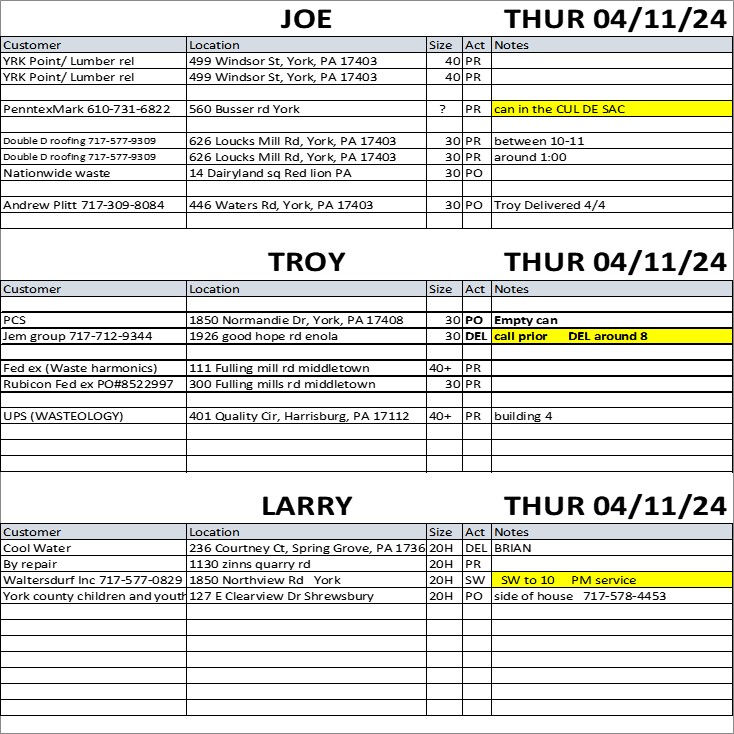 JOE THUR 04/11/24
Customer Location Size Act Notes
YRK Point/ Lumber rel 499 Windsor St, York, PA 17403 40 PR
YRK Point/ Lumber rel 499 Windsor St, York, PA 17403 40 PR
PenntexMark 610-731-6822 560 Busser rd York ? PR can in the CUL DE SAC
Double D roofing 717-577-9309 626 Loucks Mill Rd, York, PA 17403 30 PR between 10-11
Double D roofing 717-577-9309 626 Loucks Mill Rd, York, PA 17403 30 PR around 1:00
Nationwide waste 14 Dairyland sq Red lion PA 30 PO
Andrew Plitt 717-309-8084 446 Waters Rd, York, PA 17403 30 PO Troy Delivered 4/4
TROY THUR 04/11/24
Customer Location Size Act Notes
PCS 1850 Normandie Dr, York, PA 17408 30 PO Empty can
Jem group 717-712-9344 1926 good hope rd enola 30 DEL call prior DEL around 8
Fed ex (Waste harmonics) 111 Fulling mill rd middletown 40+ PR
Rubicon Fed ex PO#8522997 300 Fulling mills rd middletown 30 PR
UPS (WASTEOLOGY) 401 Quality Cir, Harrisburg, PA 17112 40+ PR building 4
LARRY THUR 04/11/24
Customer Location Size Act Notes
Cool Water 236 Courtney Ct, Spring Grove, PA 1736 20H DEL BRIAN
By repair 1130 zinns quarry rd 20H PR
Waltersdurf Inc 717-577-0829 1850 Northview Rd York 20H SW SW to 10 PM service
York county children and youth 127 E Clearview Dr Shrewsbury 20H PO side of house 717-578-4453